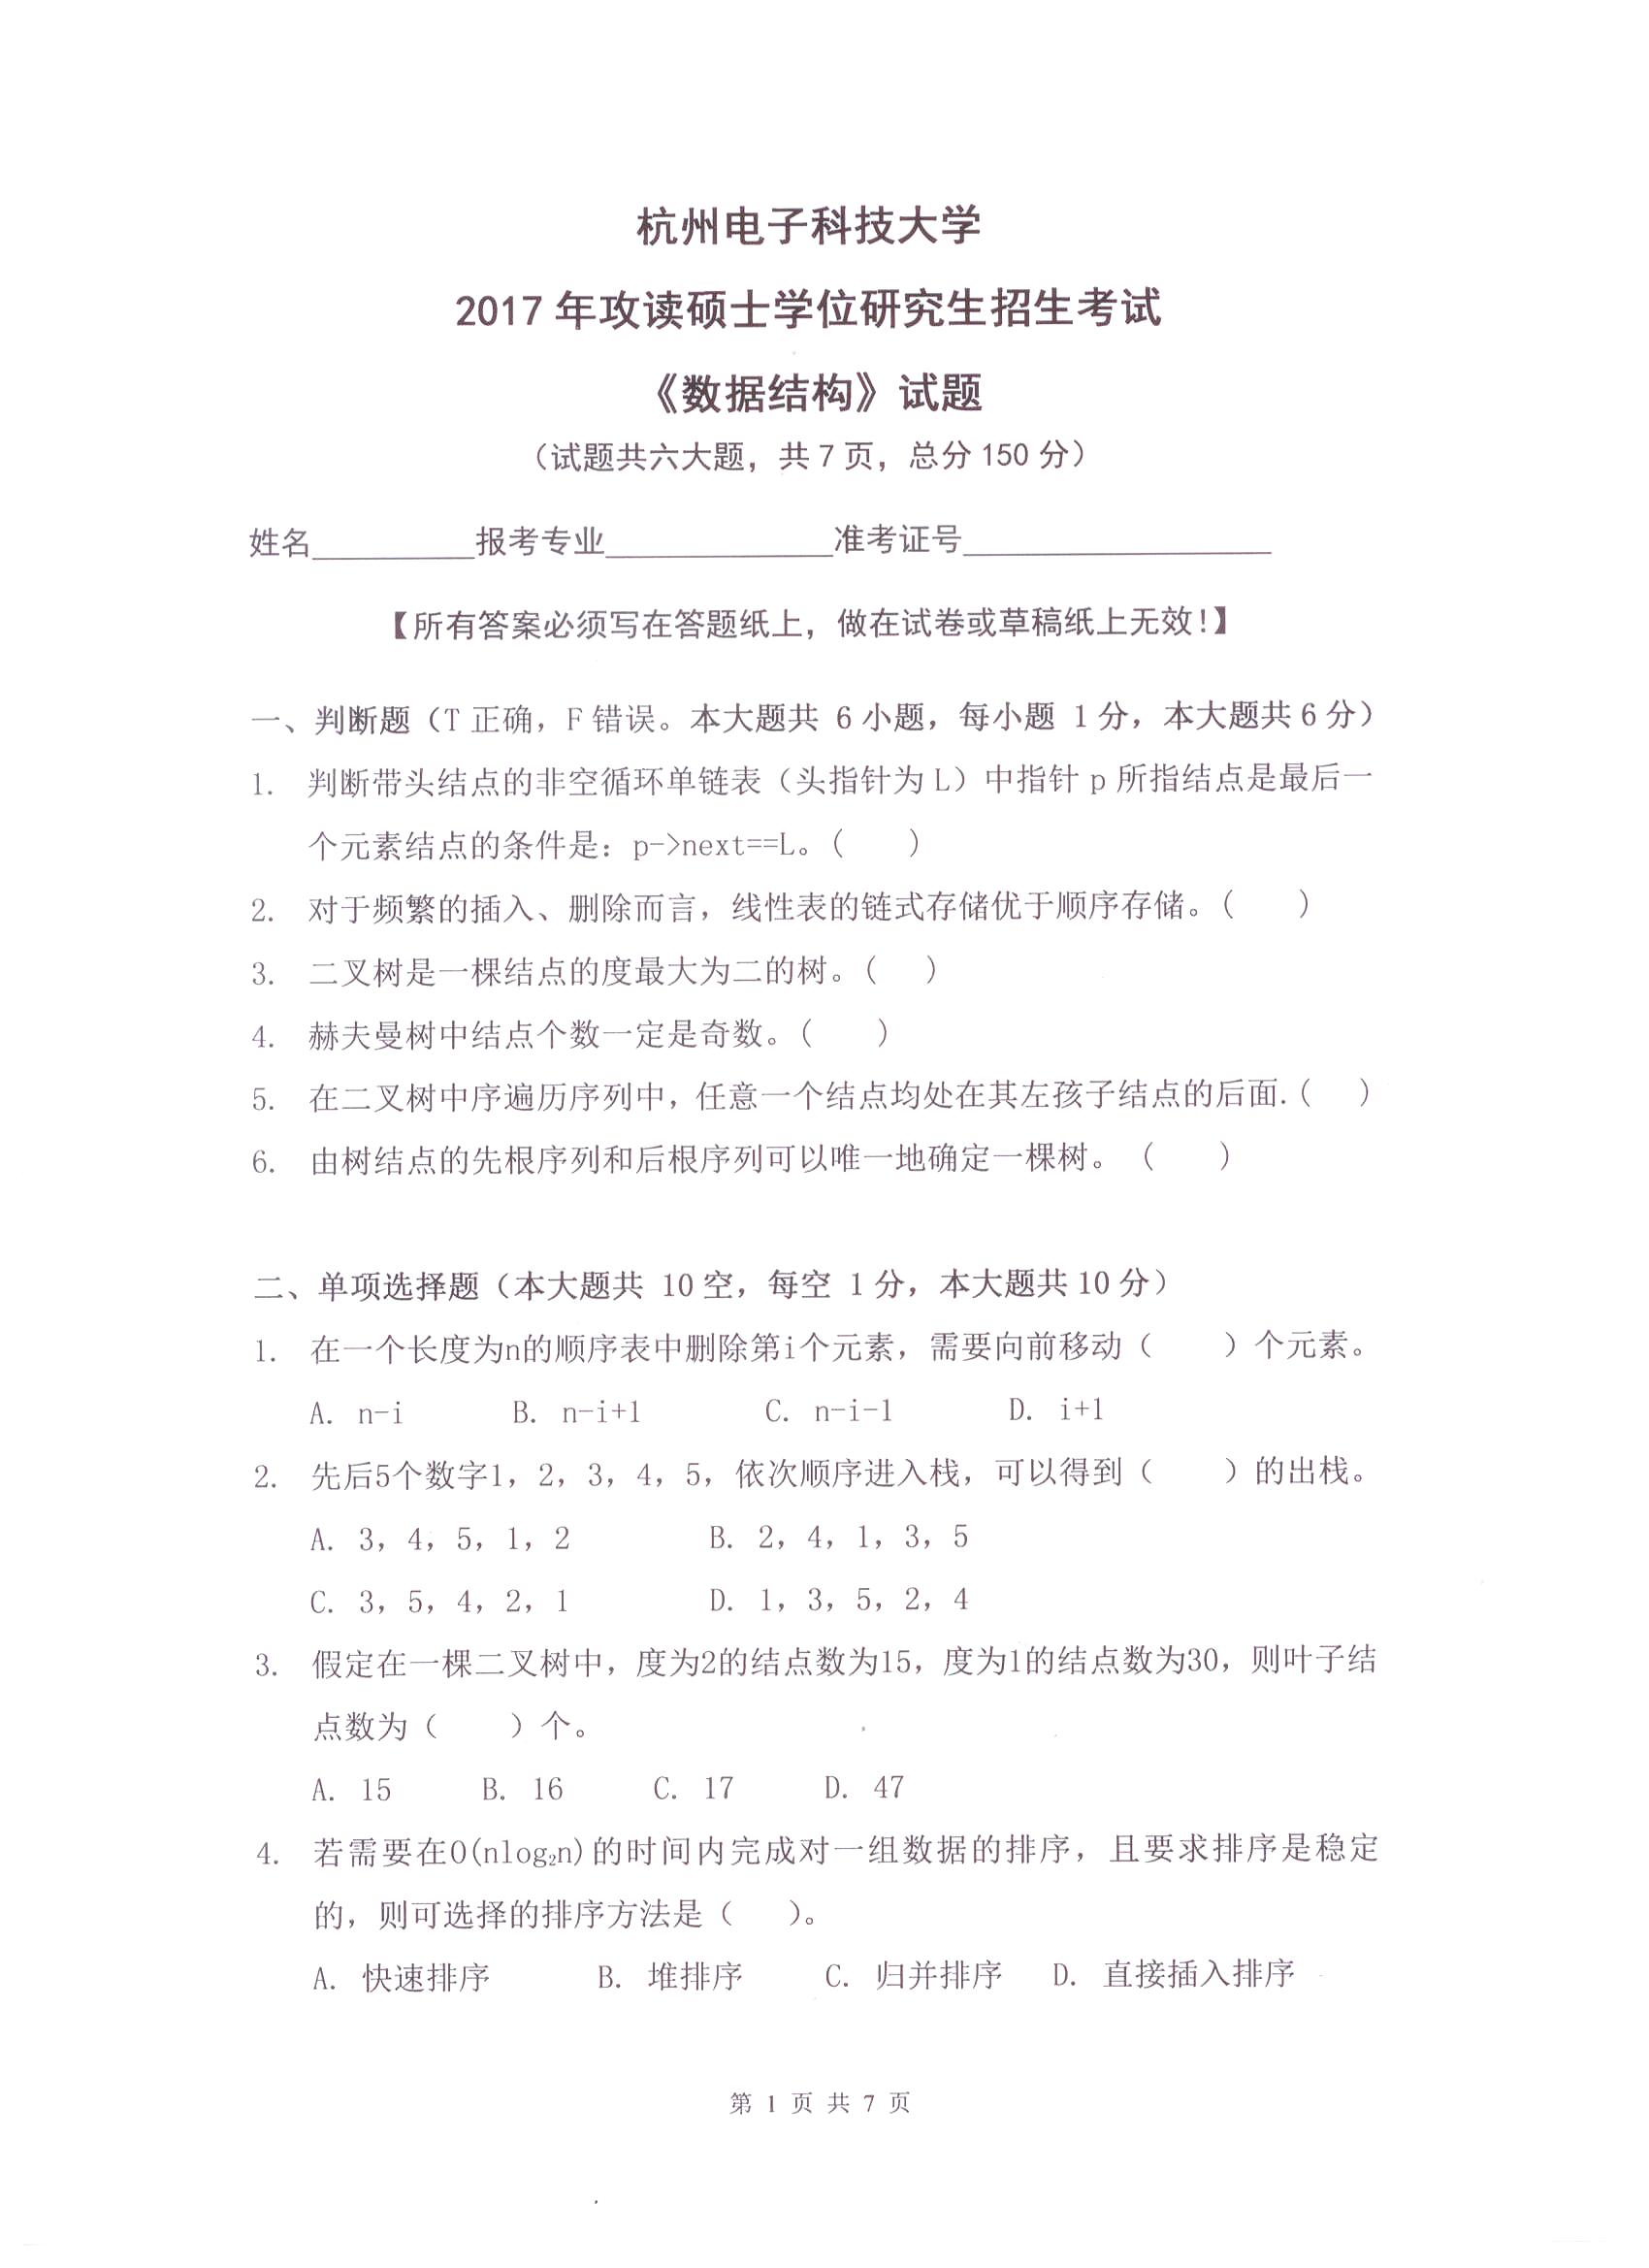 杭州电子科技大学
2017 年攻读硕士学位研究生招生考试
《数据结构》试题
（试题共六大题，共 7 页，总分 150 分）
姓名__________报考专业______________准考证号___________________
【所有答案必须写在答题纸上，做在试卷或草稿纸上无效！】
一、判断题（T 正确，F 错误。本大题共 6 小题，每小题 1 分，本大题共 6 分）
1. 判断带头结点的非空循环单链表（头指针为 L）中指针 p 所指结点是最后一
个元素结点的条件是：p->next==L。（　　）
2. 对于频繁的插入、删除而言，线性表的链式存储优于顺序存储。（　　）
3. 二叉树是一棵结点的度最大为二的树。（　　）
4. 赫夫曼树中结点个数一定是奇数。（　　）
5. 在二叉树中序遍历序列中，任意一个结点均处在其左孩子结点的后面.（　　）
6. 由树结点的先根序列和后根序列可以唯一地确定一棵树。（　　）
二、单项选择题（本大题共 10 空，每空 1 分，本大题共 10 分）
1. 在一个长度为n的顺序表中删除第i个元素，需要向前移动（　　）个元素。
A. n-i B. n-i+1 C. n-i-1 D. i+1
2. 先后5个数字1，2，3，4，5，依次顺序进入栈，可以得到（　　）的出栈。
A. 3，4，5，1，2 B. 2，4，1，3，5
C. 3，5，4，2，1 D. 1，3，5，2，4
3. 假定在一棵二叉树中，度为2的结点数为15，度为1的结点数为30，则叶子结
点数为（　　）个。
A. 15 B. 16 C. 17 D. 47
4. 若需要在O(nlog₂n)的时间内完成对一组数据的排序，且要求排序是稳定
的，则可选择的排序方法是（　　）。
A. 快速排序 B. 堆排序 C. 归并排序 D. 直接插入排序
第 1 页 共 7 页